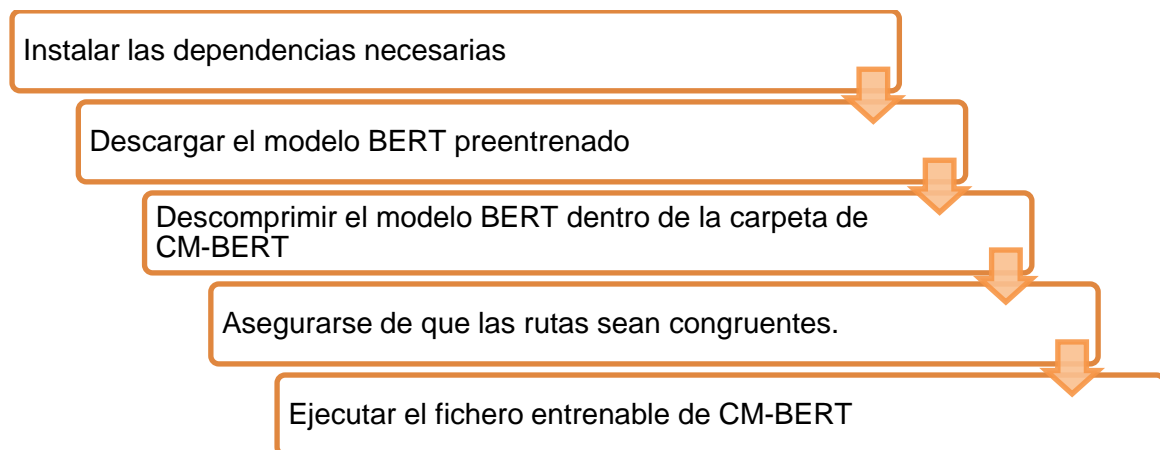 Instalar las dependencias necesarias
Descargar el modelo BERT preentrenado
Descomprimir el modelo BERT dentro de la carpeta de
CM-BERT
Asegurarse de que las rutas sean congruentes.
Ejecutar el fichero entrenable de CM-BERT